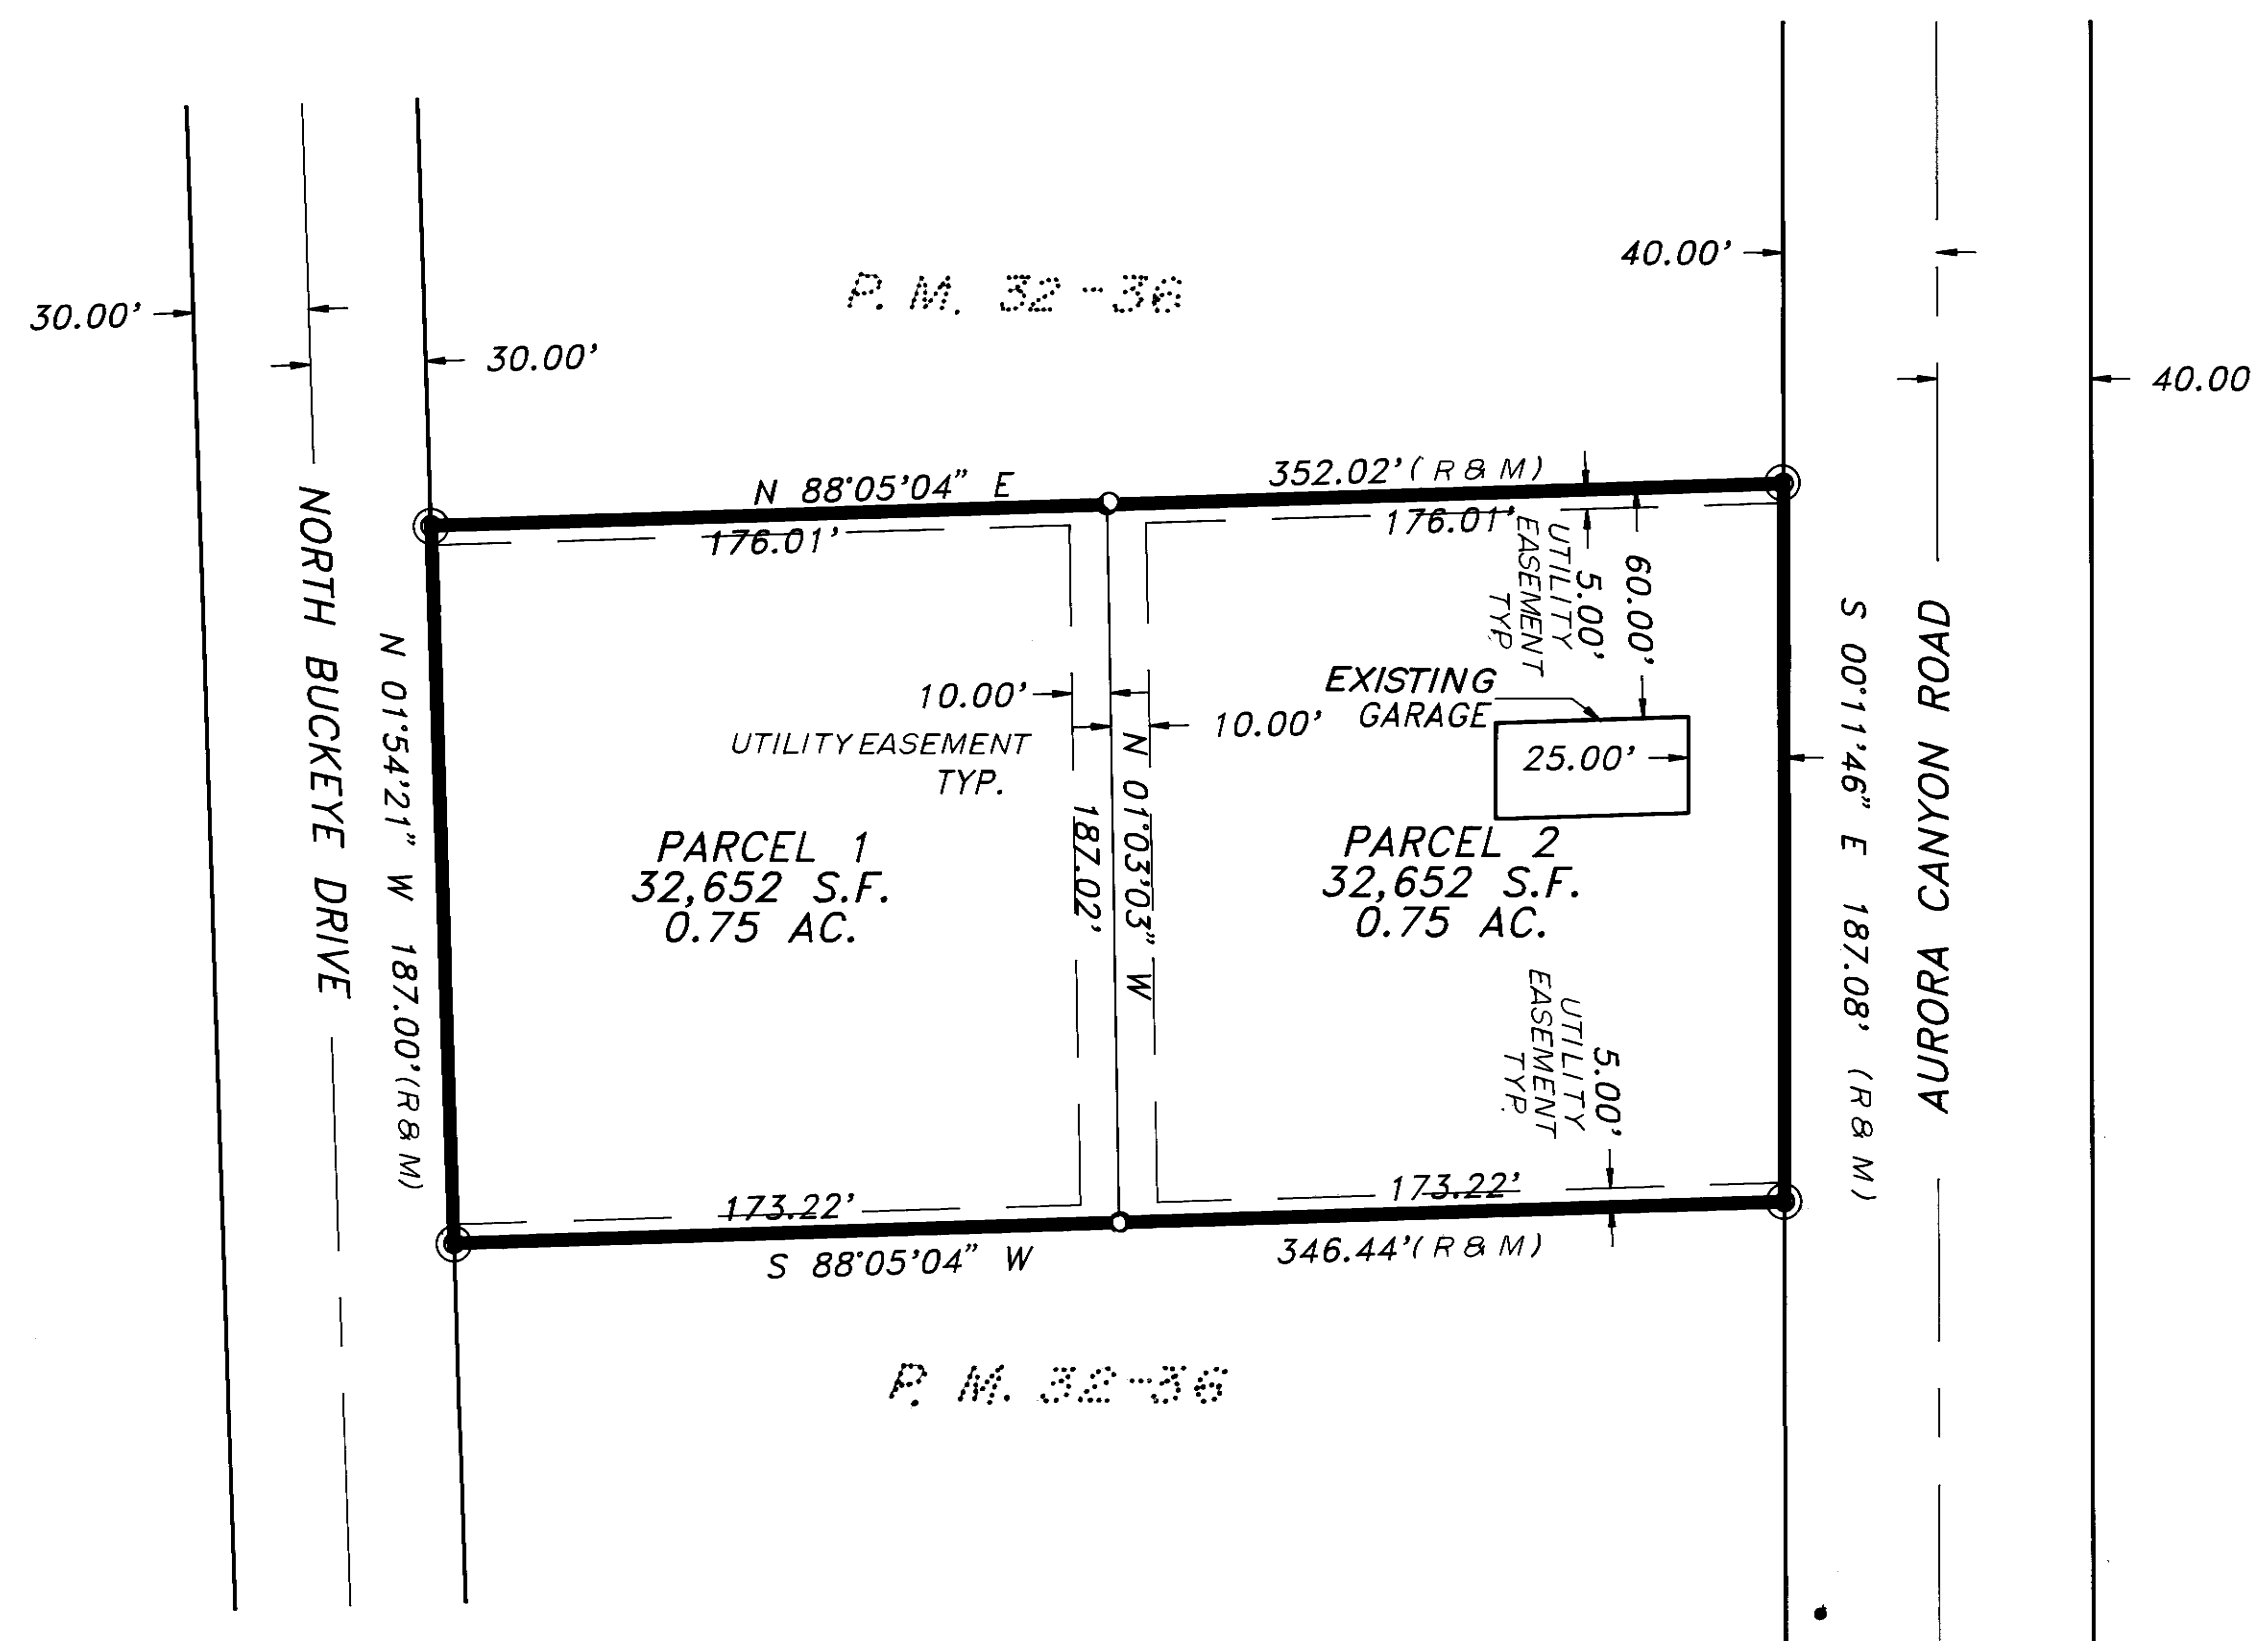 P. M. 32-36
40.00'
30.00'
30.00'
40.00
N 88°05'04" E
352.02'(R & M)
176.01'
176.01'
UTILITY
EASEMENT
TYP.
5.00'
60.00'
NORTH BUCKEYE DRIVE
N 01°54'21" W 187.00'(R & M)
10.00'
10.00'
UTILITY EASEMENT
TYP.
EXISTING
GARAGE
25.00'
N 01°03'03" W
187.02'
PARCEL 1
32,652 S.F.
0.75 AC.
PARCEL 2
32,652 S.F.
0.75 AC.
S 00°11'46" E 187.08' (R & M)
AURORA CANYON ROAD
UTILITY
EASEMENT
TYP.
5.00'
173.22'
173.22'
S 88°05'04" W
346.44'(R & M)
P. M. 32-36